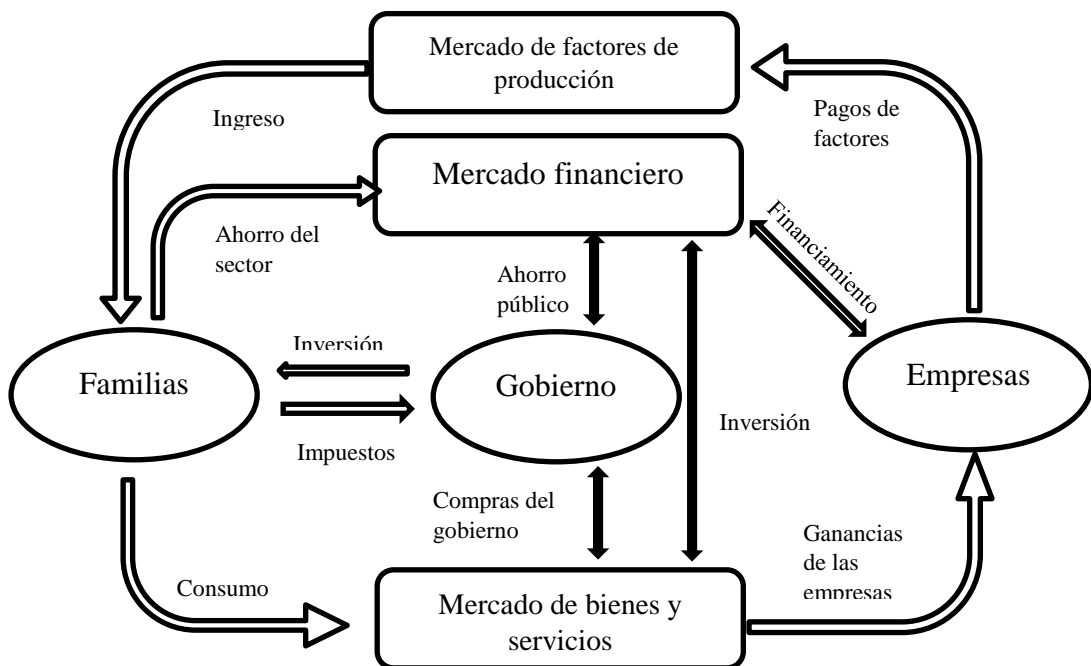 Mercado de factores de
producción
Ingreso
Pagos de
factores
Mercado financiero
Ahorro del
sector
Financiamiento
Ahorro
público
Inversión
Familias
Gobierno
Empresas
Impuestos
Inversión
Compras del
gobierno
Ganancias
de las
empresas
Consumo
Mercado de bienes y
servicios